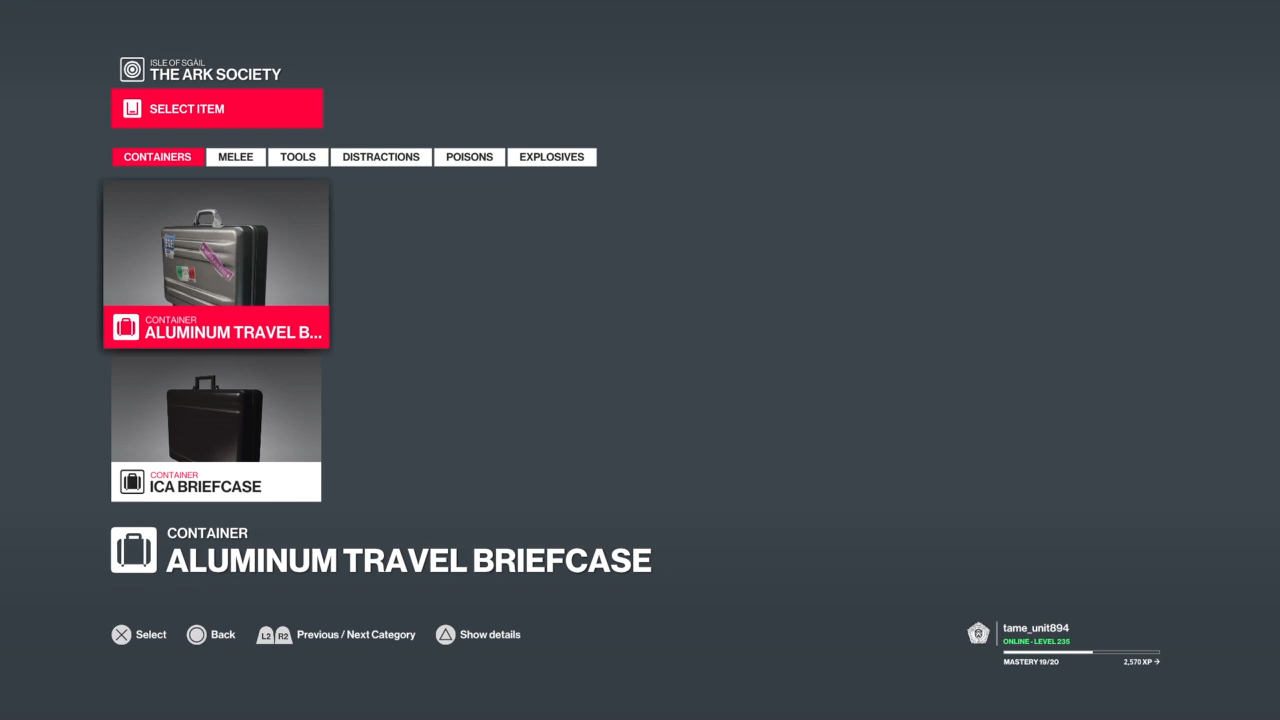 ISLE OF SGÀIL
THE ARK SOCIETY
SELECT ITEM
CONTAINERS MELEE TOOLS DISTRACTIONS POISONS EXPLOSIVES
CONTAINER
ALUMINUM TRAVEL B...
CONTAINER
ICA BRIEFCASE
CONTAINER
ALUMINUM TRAVEL BRIEFCASE
Select Back L2 R2 Previous / Next Category Show details
tame_unit894
ONLINE - LEVEL 235
MASTERY 19/20 2,570 XP →